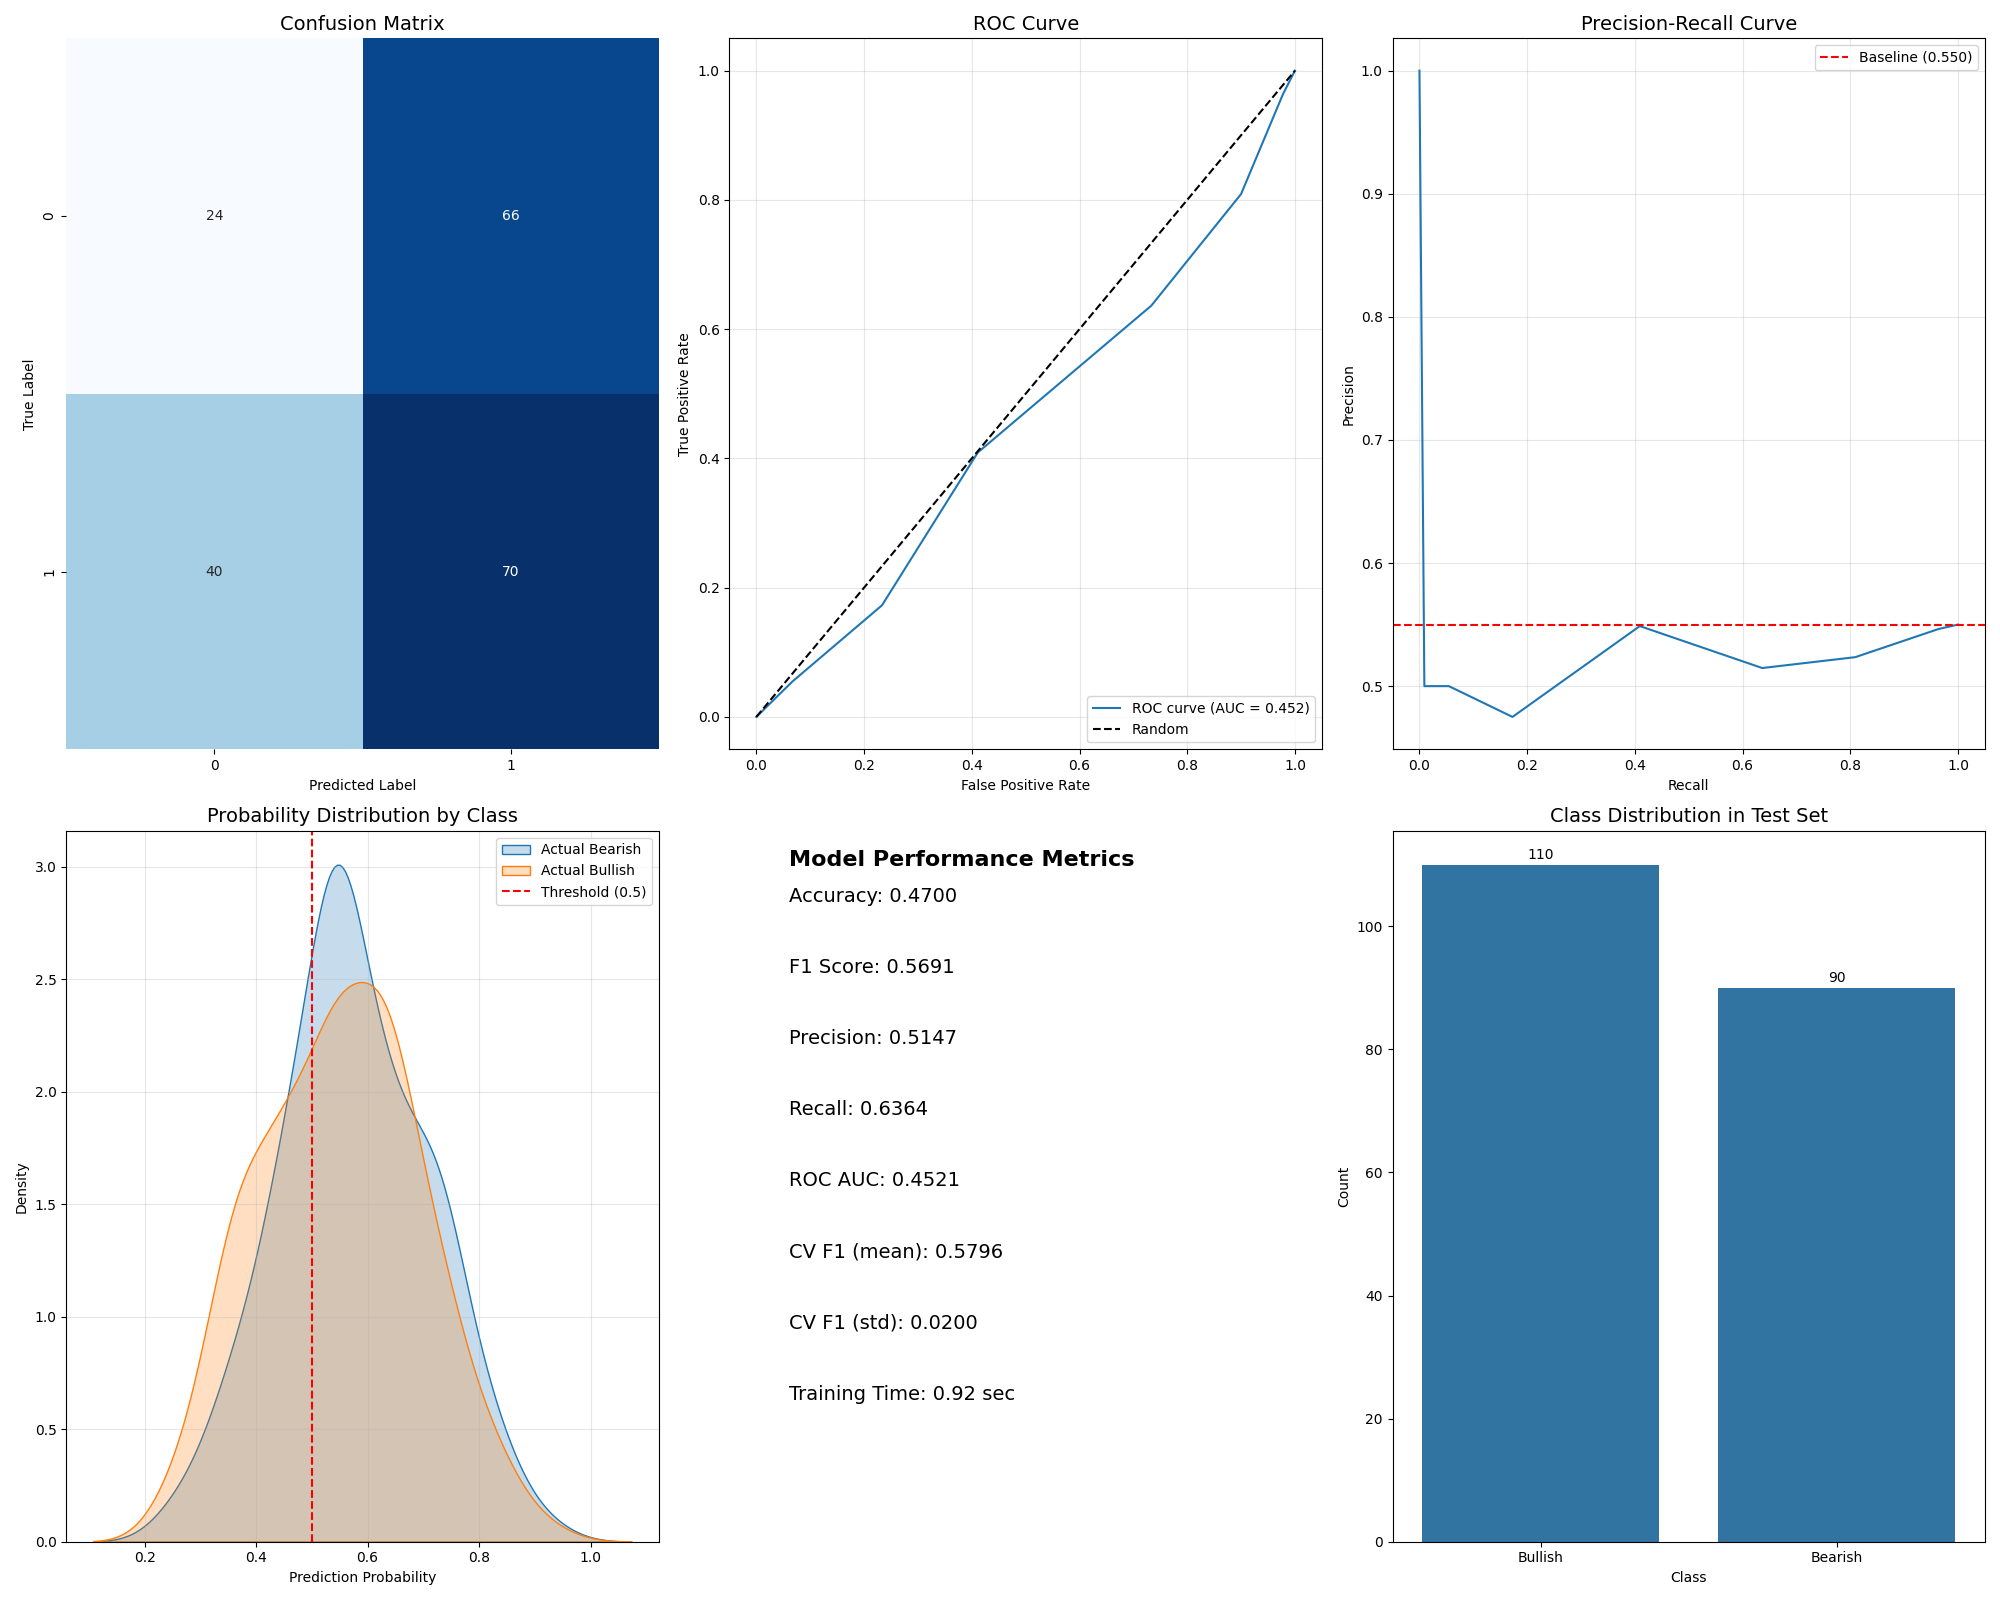 Confusion Matrix
0
1
True Label
24
66
40
70
0
1
Predicted Label
ROC Curve
1.0
0.8
0.6
0.4
0.2
0.0
True Positive Rate
ROC curve (AUC = 0.452)
Random
0.0
0.2
0.4
0.6
0.8
1.0
False Positive Rate
Precision-Recall Curve
Baseline (0.550)
1.0
0.9
0.8
0.7
0.6
0.5
Precision
0.0
0.2
0.4
0.6
0.8
1.0
Recall
Probability Distribution by Class
Actual Bearish
Actual Bullish
Threshold (0.5)
3.0
2.5
2.0
1.5
1.0
0.5
0.0
Density
0.2
0.4
0.6
0.8
1.0
Prediction Probability
Model Performance Metrics
Accuracy: 0.4700
F1 Score: 0.5691
Precision: 0.5147
Recall: 0.6364
ROC AUC: 0.4521
CV F1 (mean): 0.5796
CV F1 (std): 0.0200
Training Time: 0.92 sec
Class Distribution in Test Set
110
90
100
80
60
40
20
0
Count
Bullish
Bearish
Class